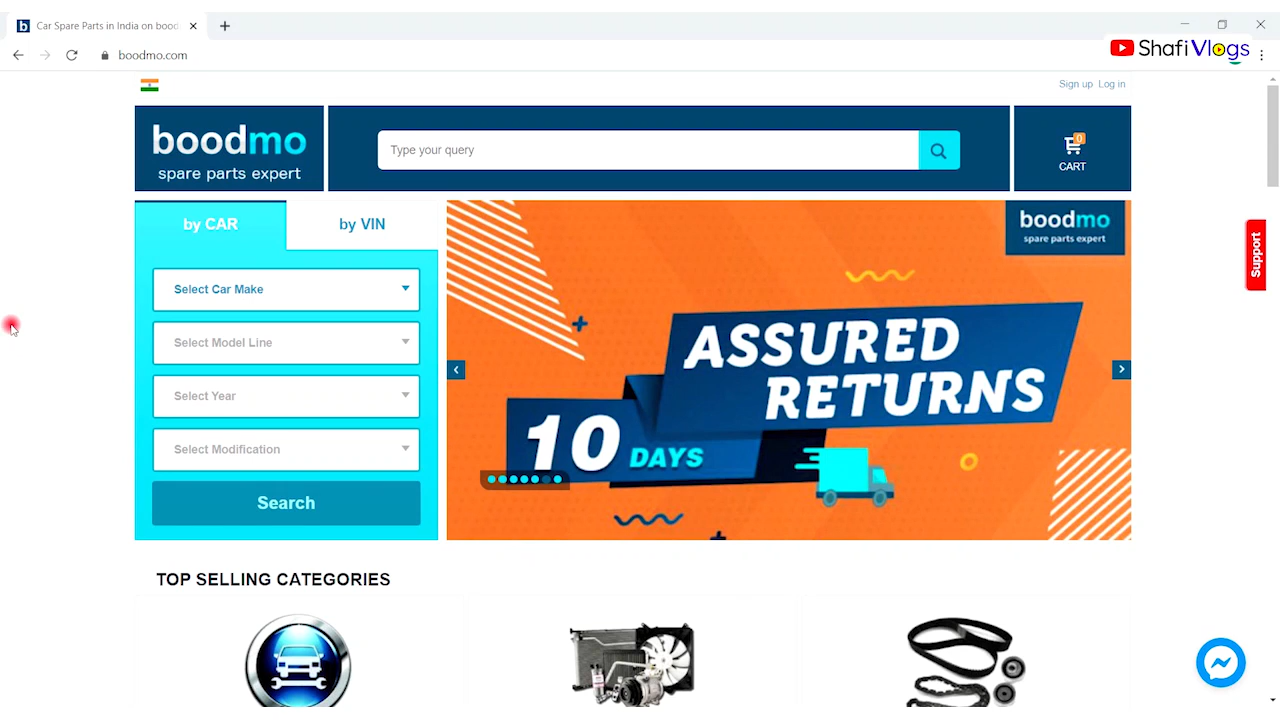 Car Spare Parts in India on bood
boodmo.com
ShafiVlogs
Sign up Log in
boodmo
spare parts expert
Type your query
0
CART
by CAR
by VIN
Select Car Make
Select Model Line
Select Year
Select Modification
Search
boodmo
spare parts expert
ASSURED
RETURNS
10 DAYS
Support
TOP SELLING CATEGORIES